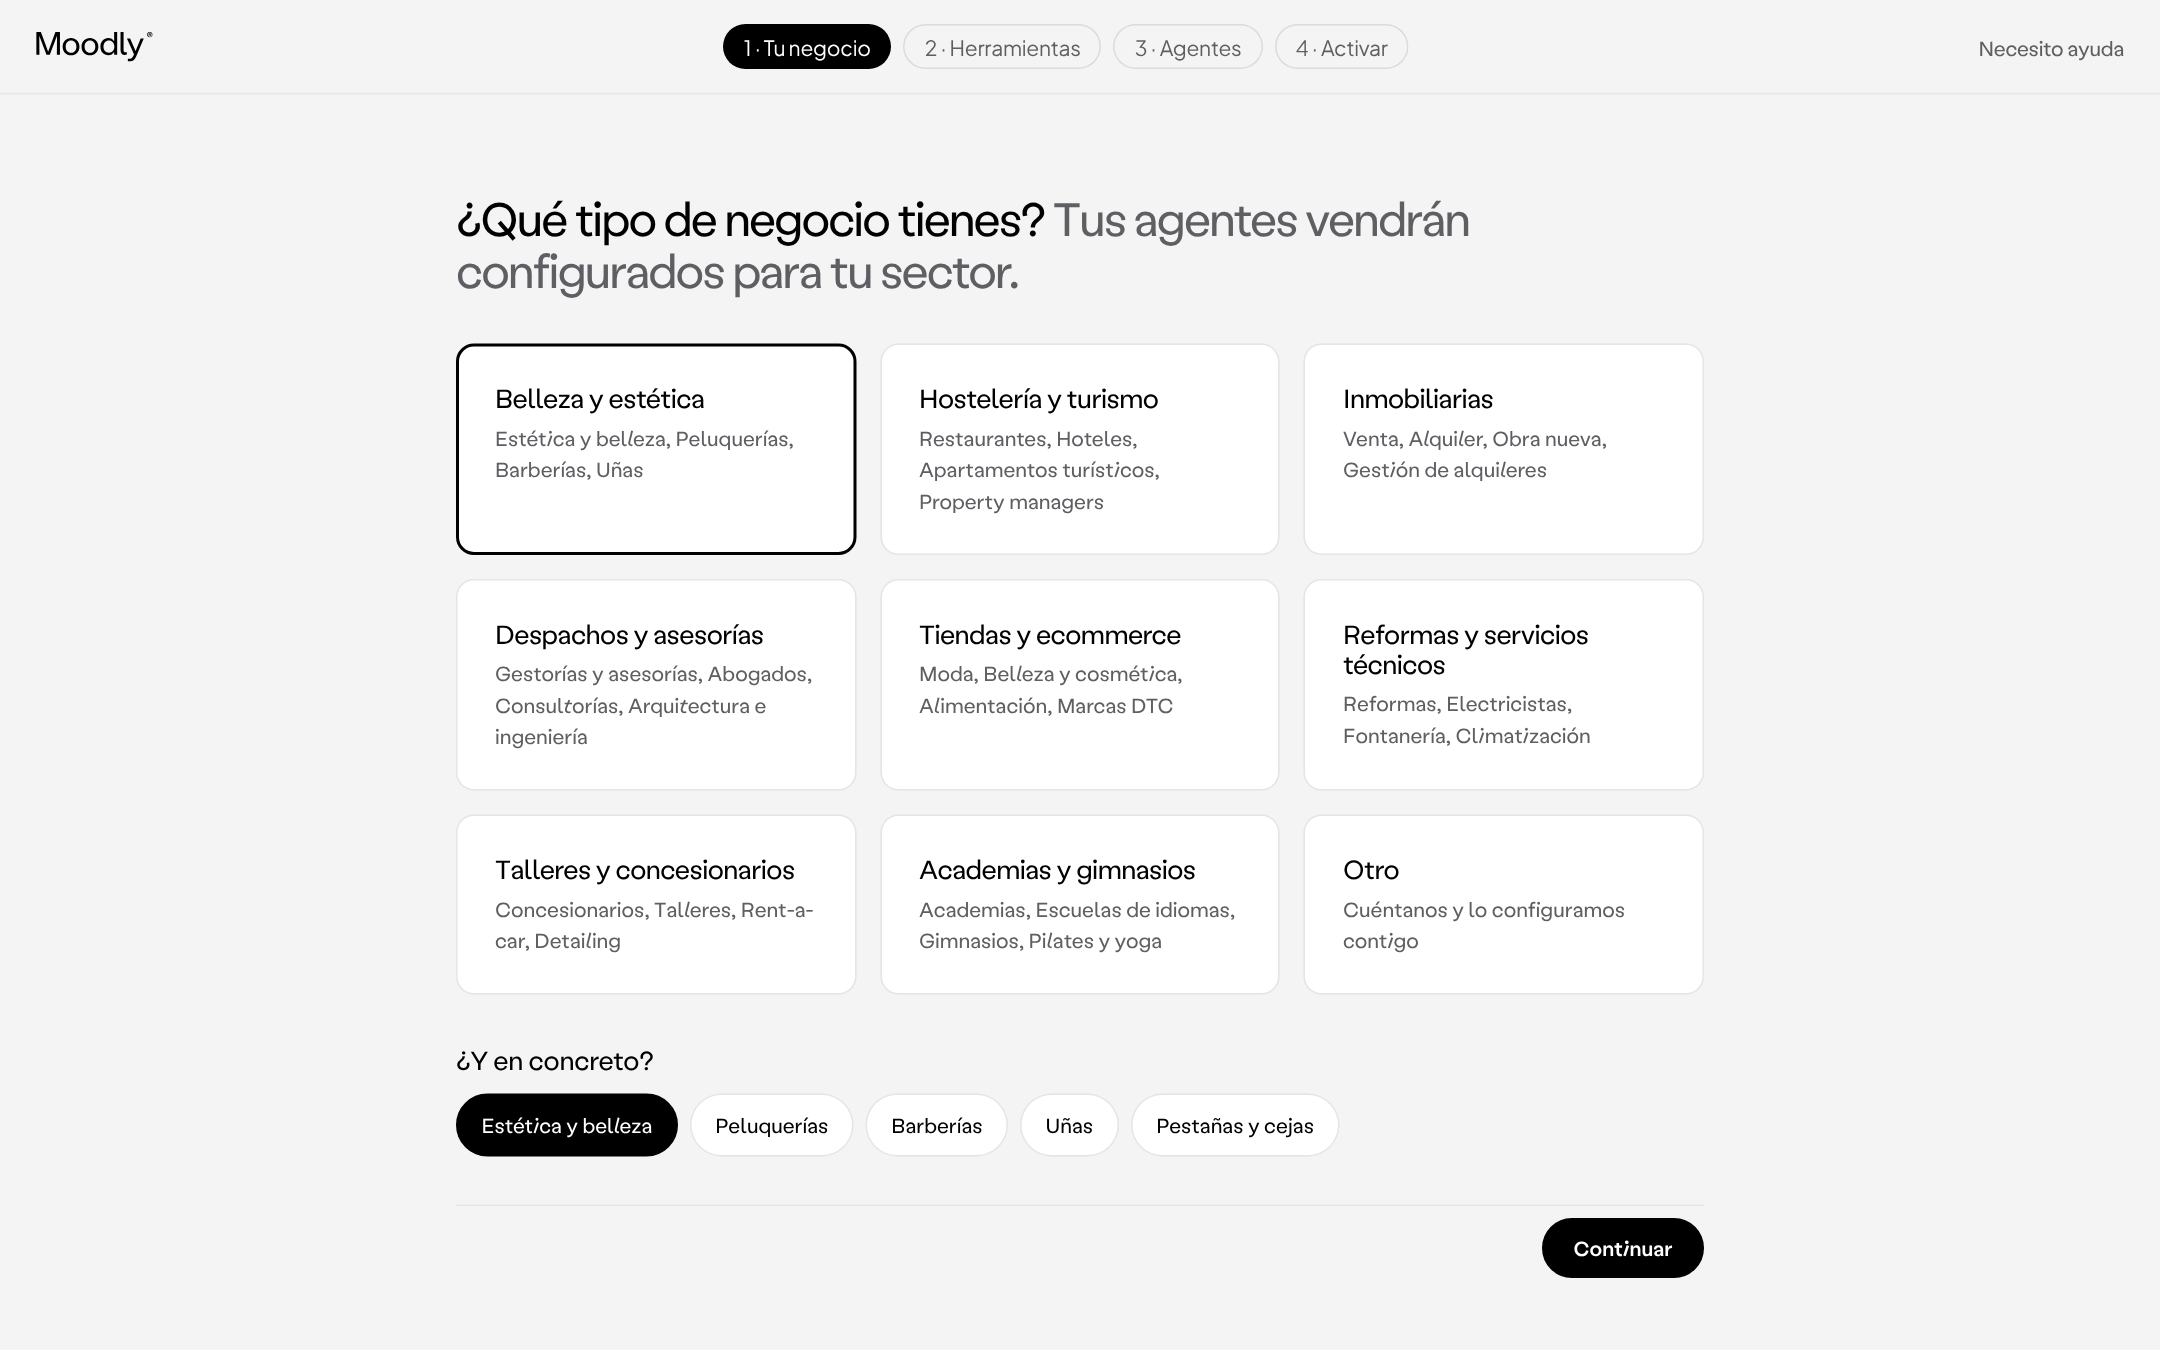 Moodly®
1 · Tu negocio
2 · Herramientas
3 · Agentes
4 · Activar
Necesito ayuda
¿Qué tipo de negocio tienes? Tus agentes vendrán
configurados para tu sector.
Belleza y estética
Estética y belleza, Peluquerías,
Barberías, Uñas
Hostelería y turismo
Restaurantes, Hoteles,
Apartamentos turísticos,
Property managers
Inmobiliarias
Venta, Alquiler, Obra nueva,
Gestión de alquileres
Despachos y asesorías
Gestorías y asesorías, Abogados,
Consultorías, Arquitectura e
ingeniería
Tiendas y ecommerce
Moda, Belleza y cosmética,
Alimentación, Marcas DTC
Reformas y servicios
técnicos
Reformas, Electricistas,
Fontanería, Climatización
Talleres y concesionarios
Concesionarios, Talleres, Rent-a-
car, Detailing
Academias y gimnasios
Academias, Escuelas de idiomas,
Gimnasios, Pilates y yoga
Otro
Cuéntanos y lo configuramos
contigo
¿Y en concreto?
Estética y belleza
Peluquerías
Barberías
Uñas
Pestañas y cejas
Continuar